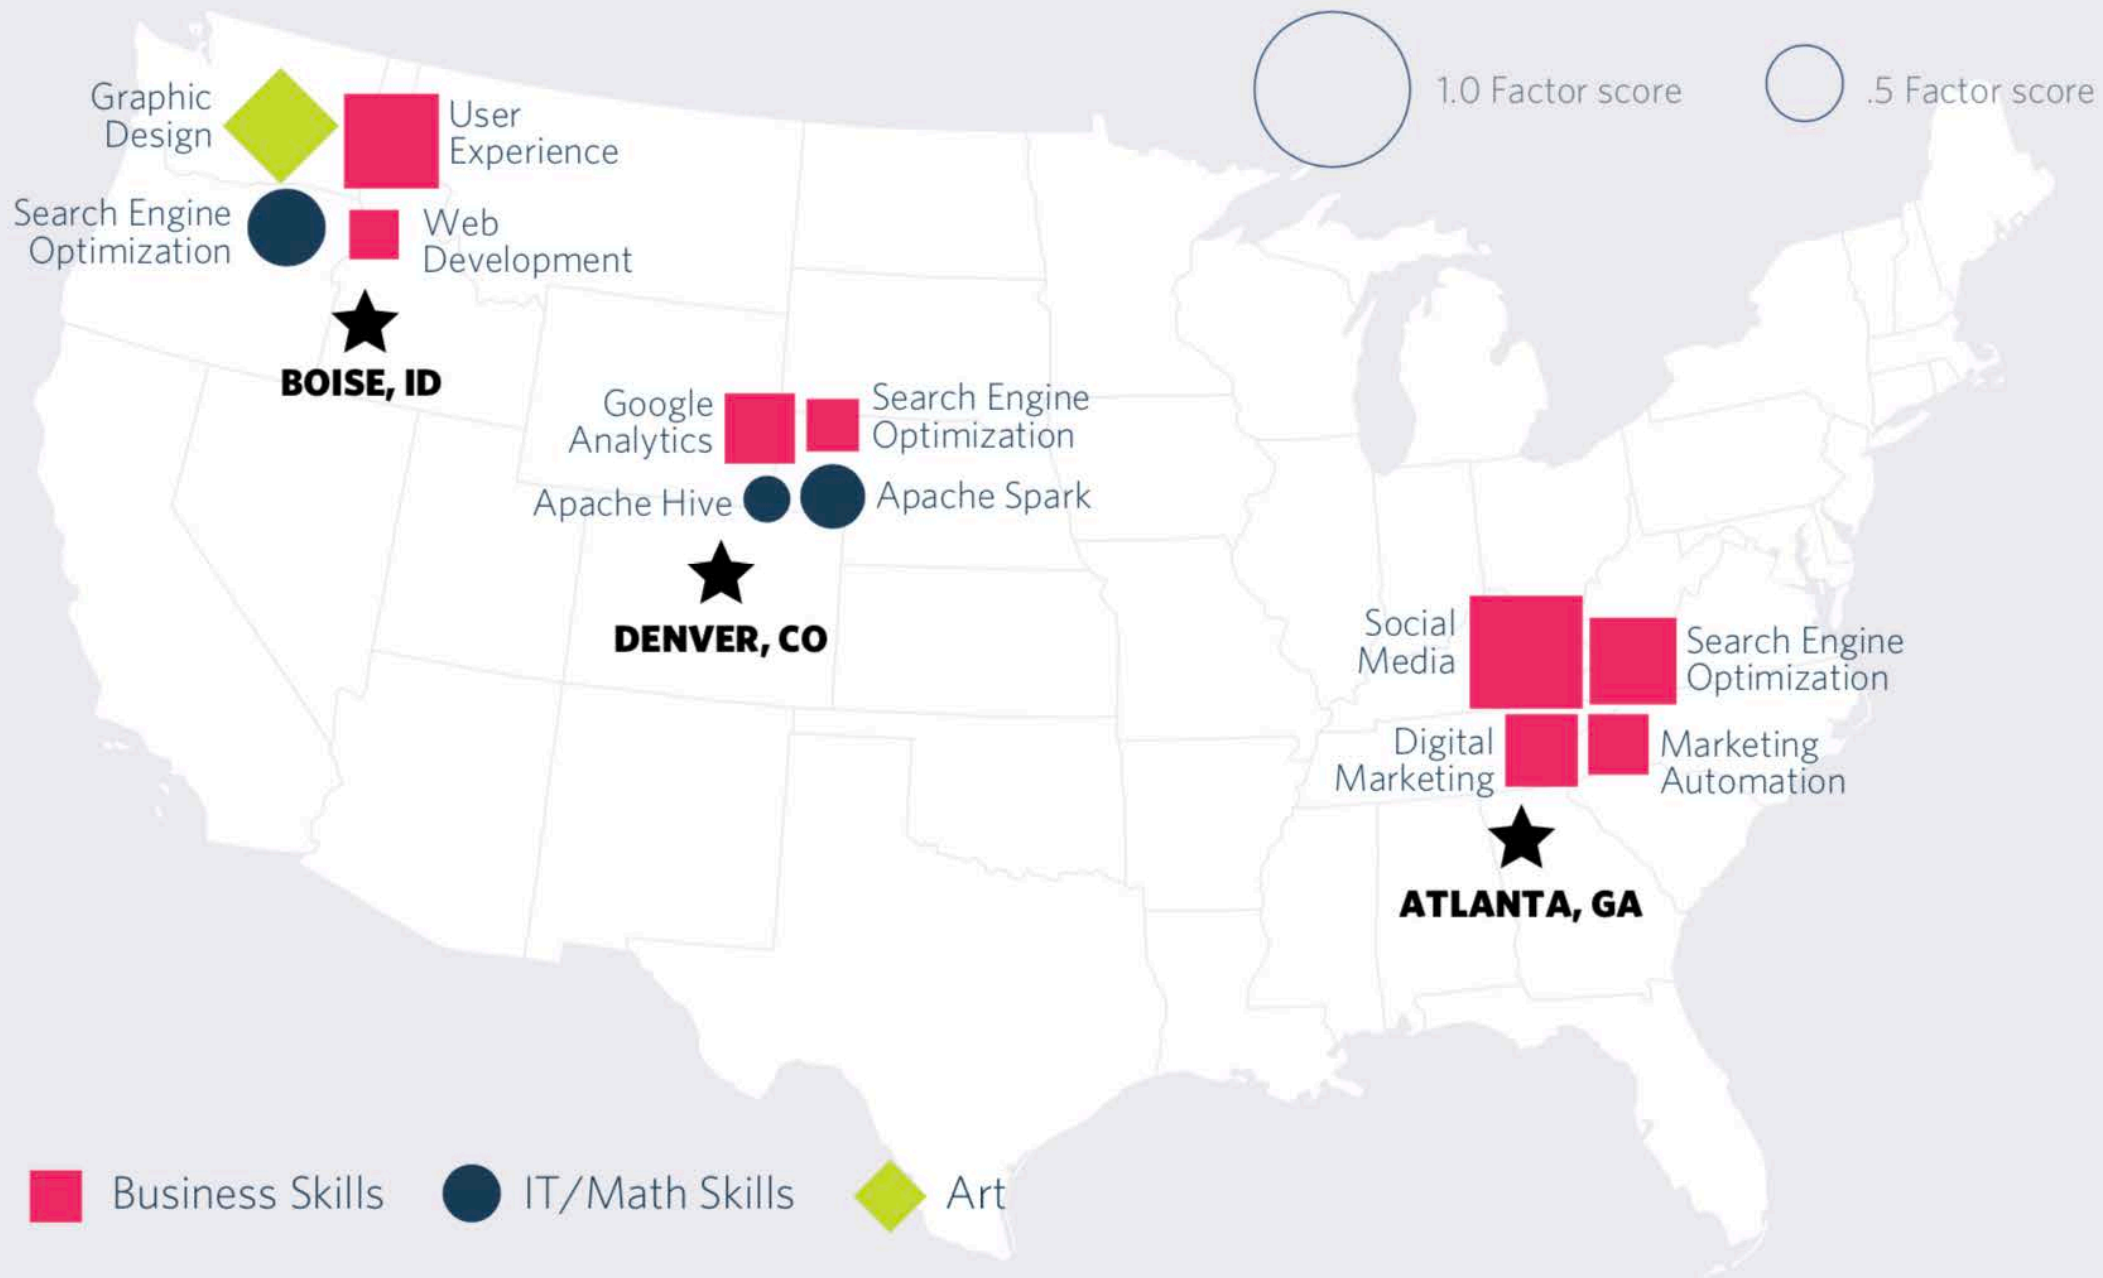 1.0 Factor score
.5 Factor score
Graphic
Design
User
Experience
Search Engine
Optimization
Web
Development
BOISE, ID
Google
Analytics
Search Engine
Optimization
Apache Hive
Apache Spark
DENVER, CO
Social
Media
Search Engine
Optimization
Digital
Marketing
Marketing
Automation
ATLANTA, GA
Business Skills
IT/Math Skills
Art